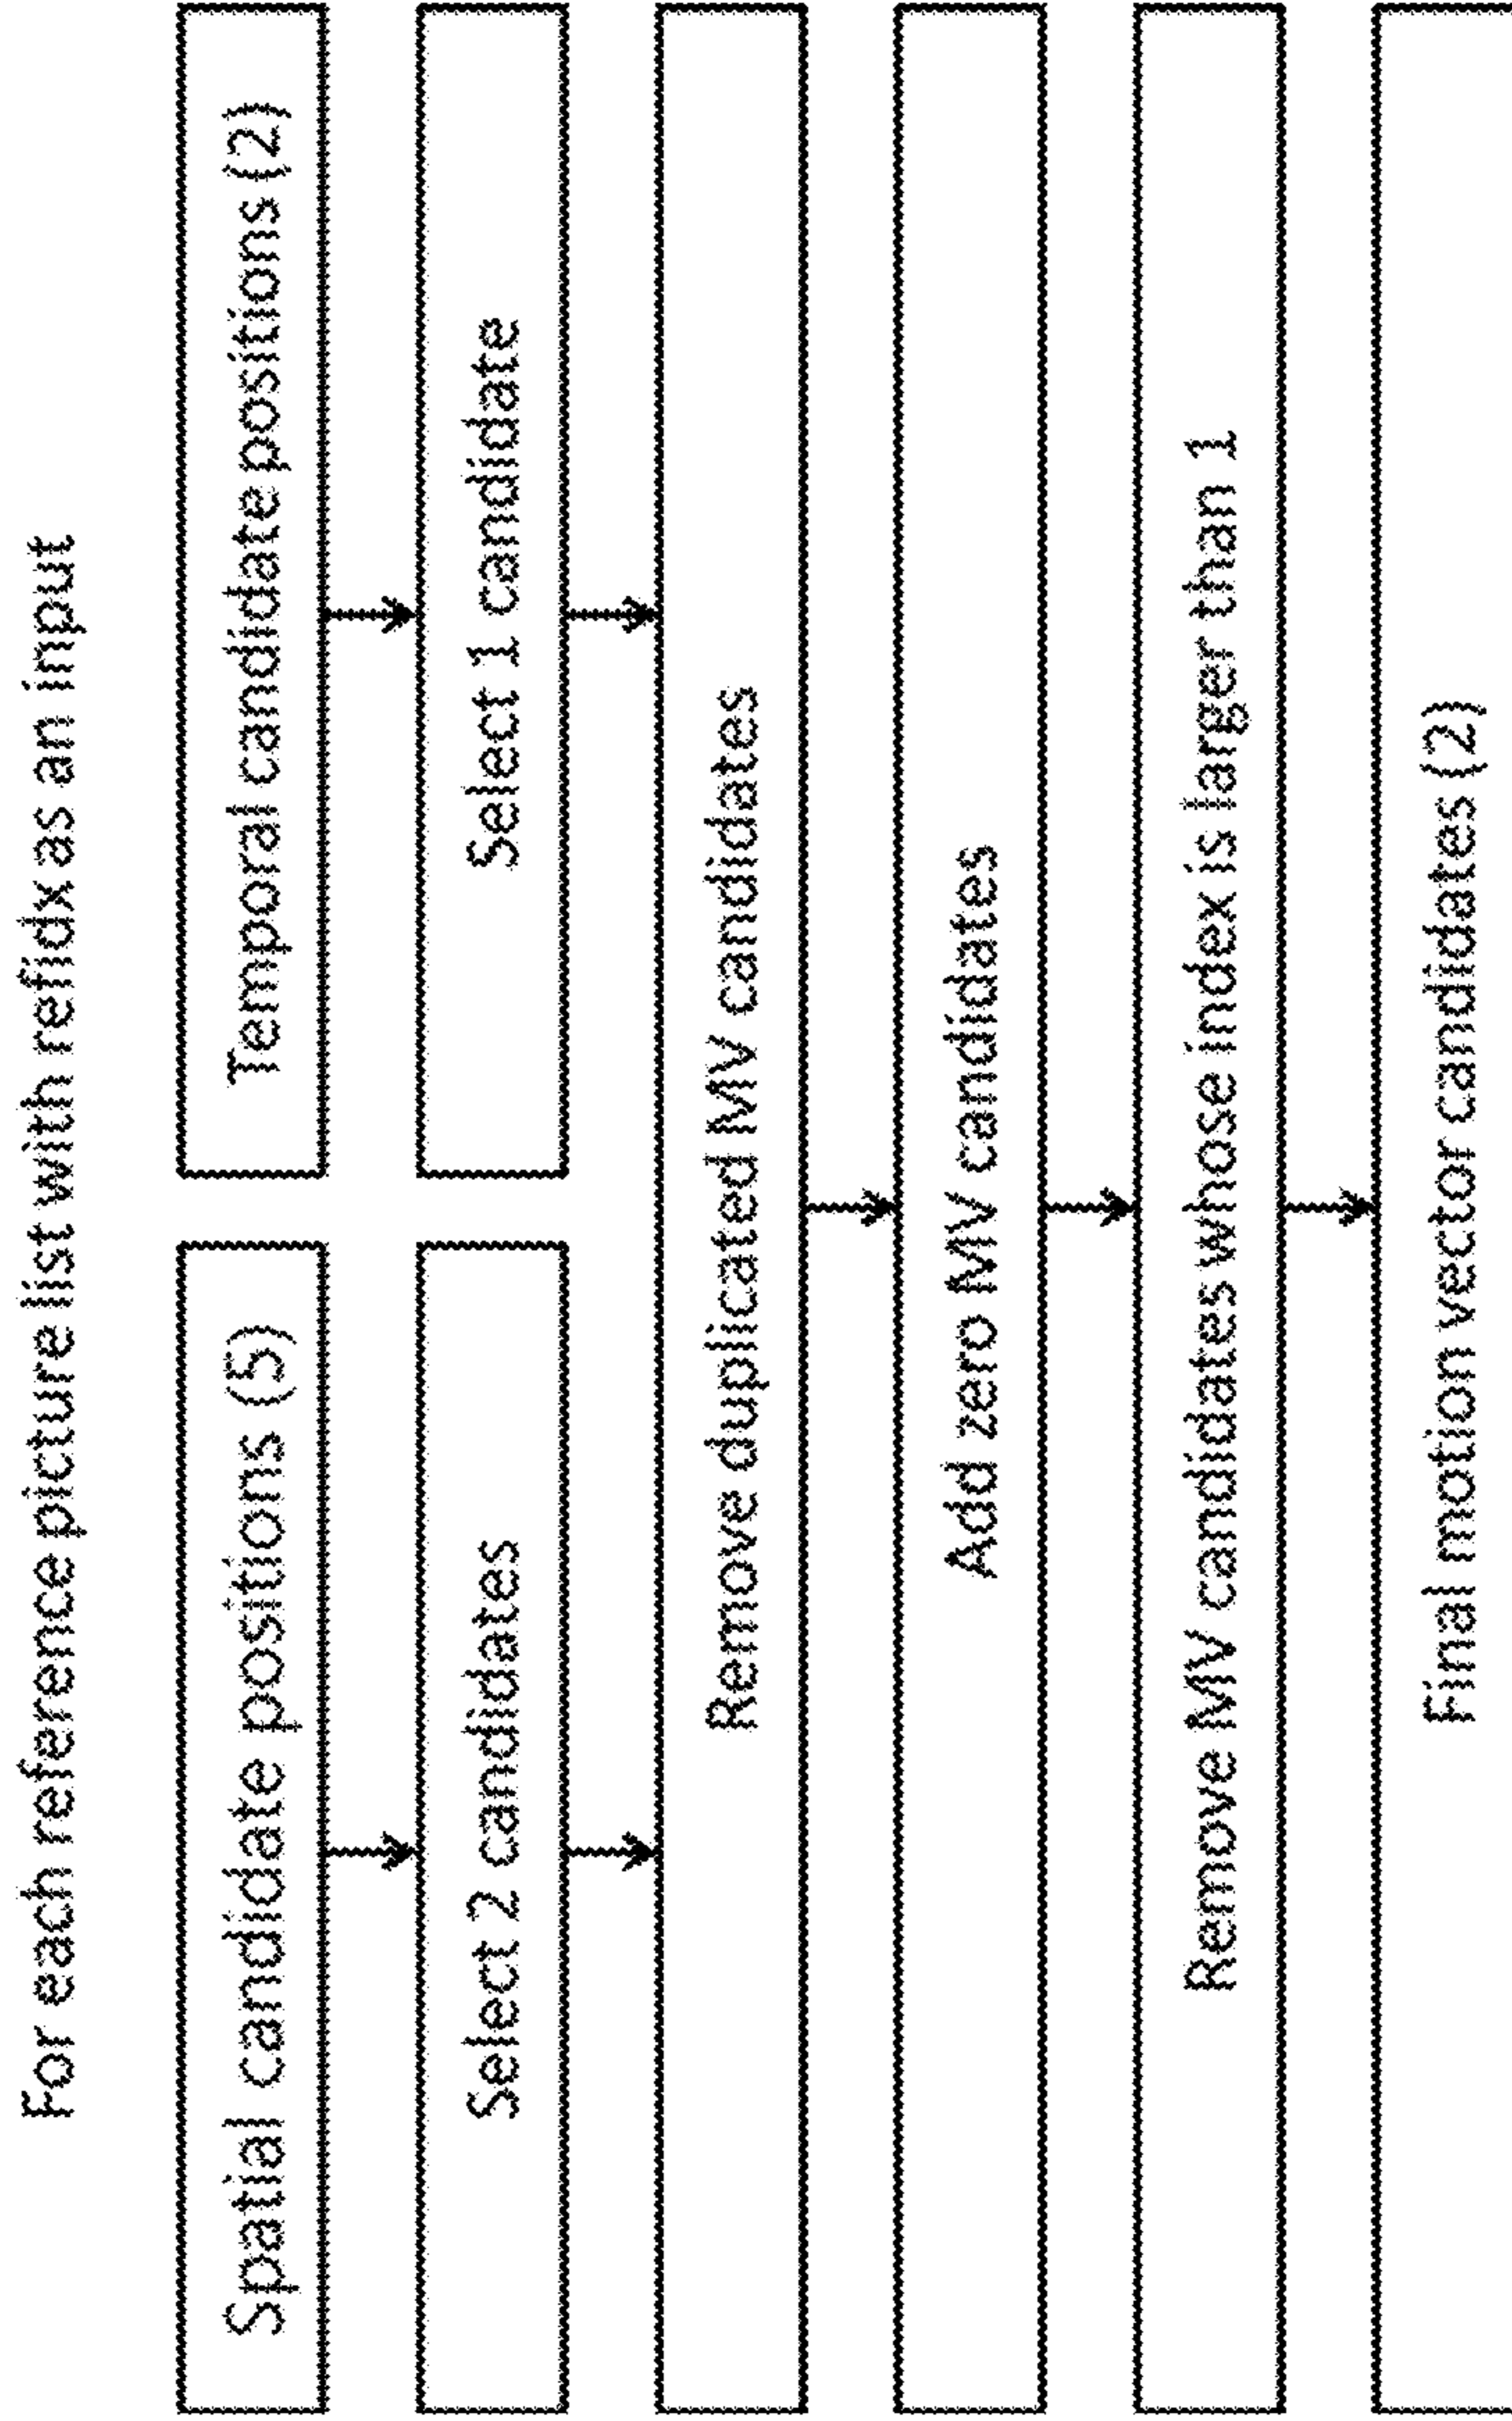 For each reference picture list with refidx as an input
Spatial candidate positions (5)
Temporal candidate positions (2)
Select 2 candidates
Select 1 candidate
Remove duplicated MV candidates
Add zero MV candidates
Remove MV candidates whose index is larger than 1
Final motion vector candidates (2)